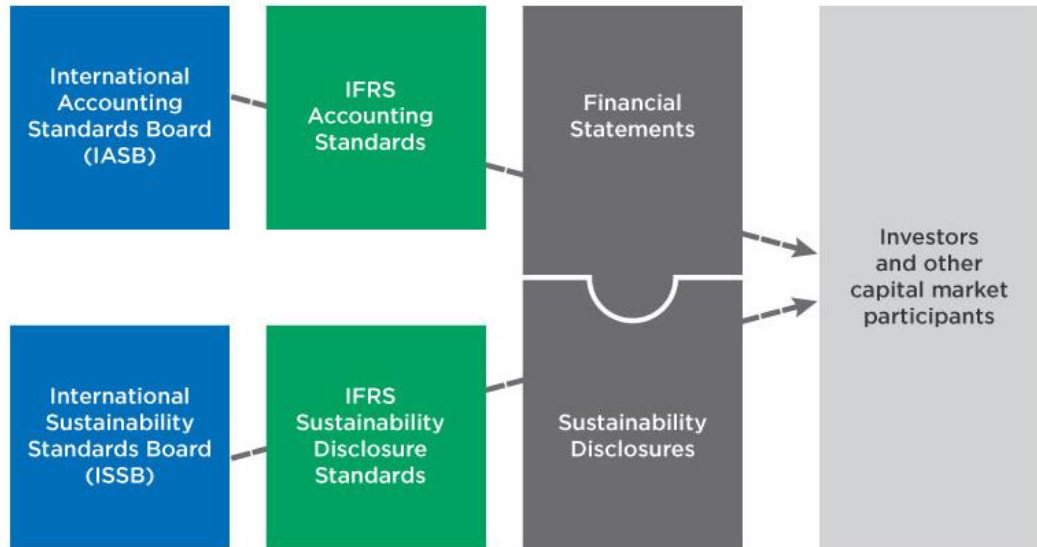 International
Accounting
Standards Board
(IASB)
IFRS
Accounting
Standards
Financial
Statements
Investors
and other
capital market
participants
International
Sustainability
Standards Board
(ISSB)
IFRS
Sustainability
Disclosure
Standards
Sustainability
Disclosures